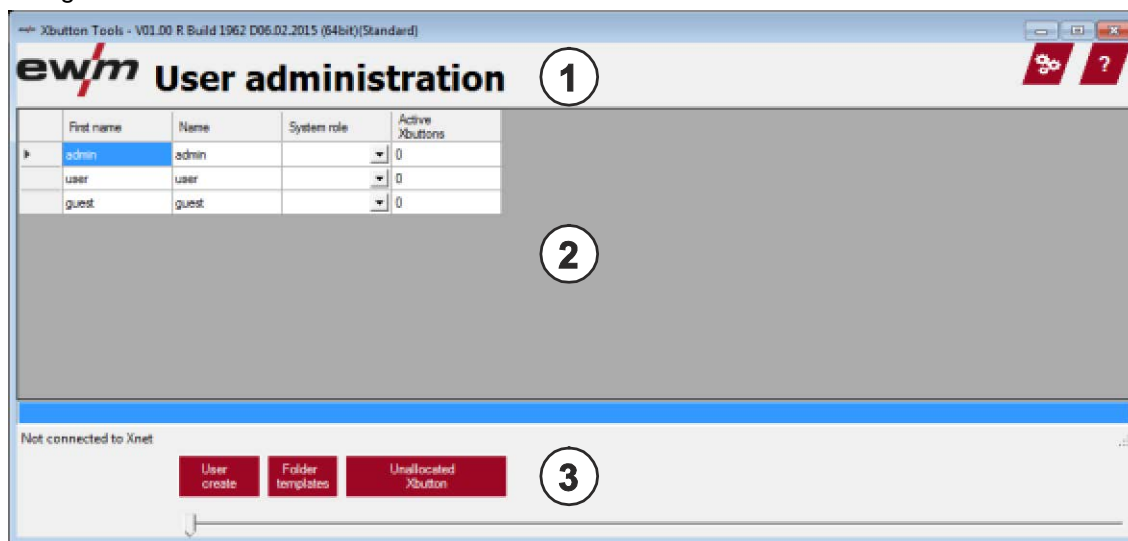 Xbutton Tools - V01.00 R Build 1962 D06.02.2015 (64bit)(Standard)
ewm User administration 1
?
First name Name System role Active Xbuttons
admin admin 0
user user 0
guest guest 0
2
Not connected to Xnet
User create Folder templates Unallocated Xbutton 3